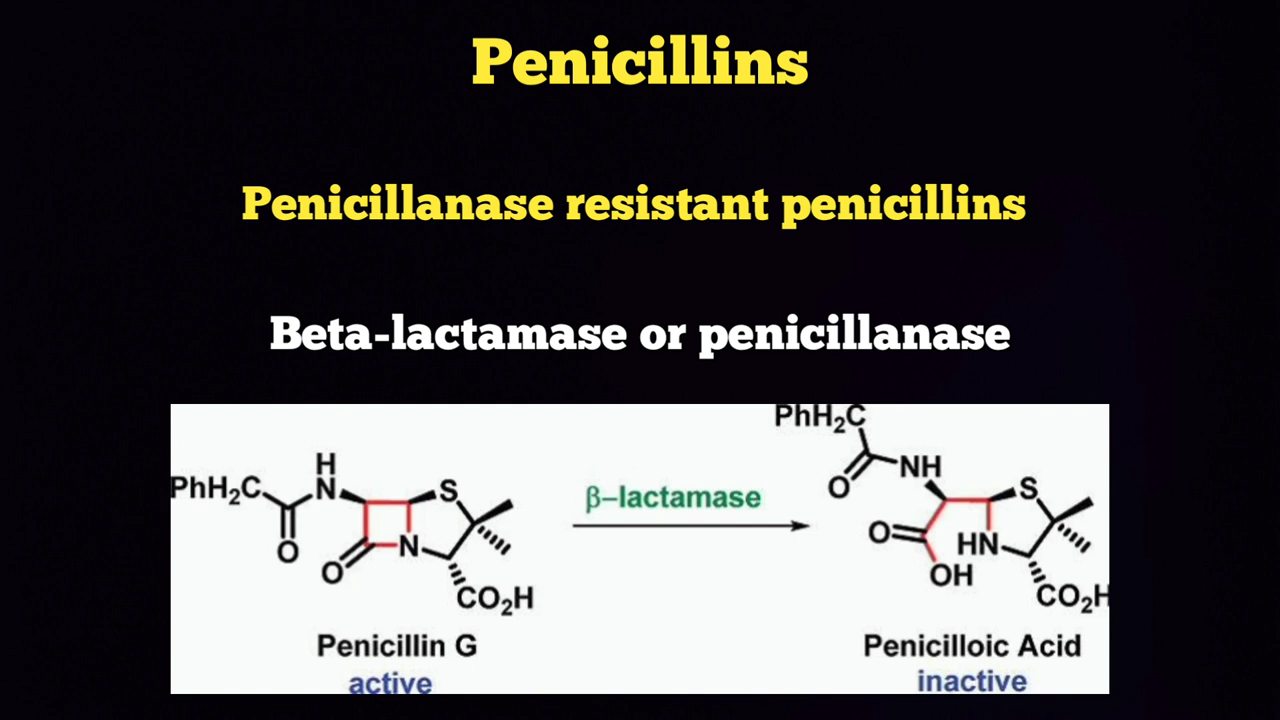 Penicillins
Penicillanase resistant penicillins
Beta-lactamase or penicillanase
PhH₂C
H
N
S
O
O
N
CO₂H
β–lactamase
PhH₂C
O
NH
S
O
HN
OH
CO₂H
Penicillin G
Penicilloic Acid
active
inactive